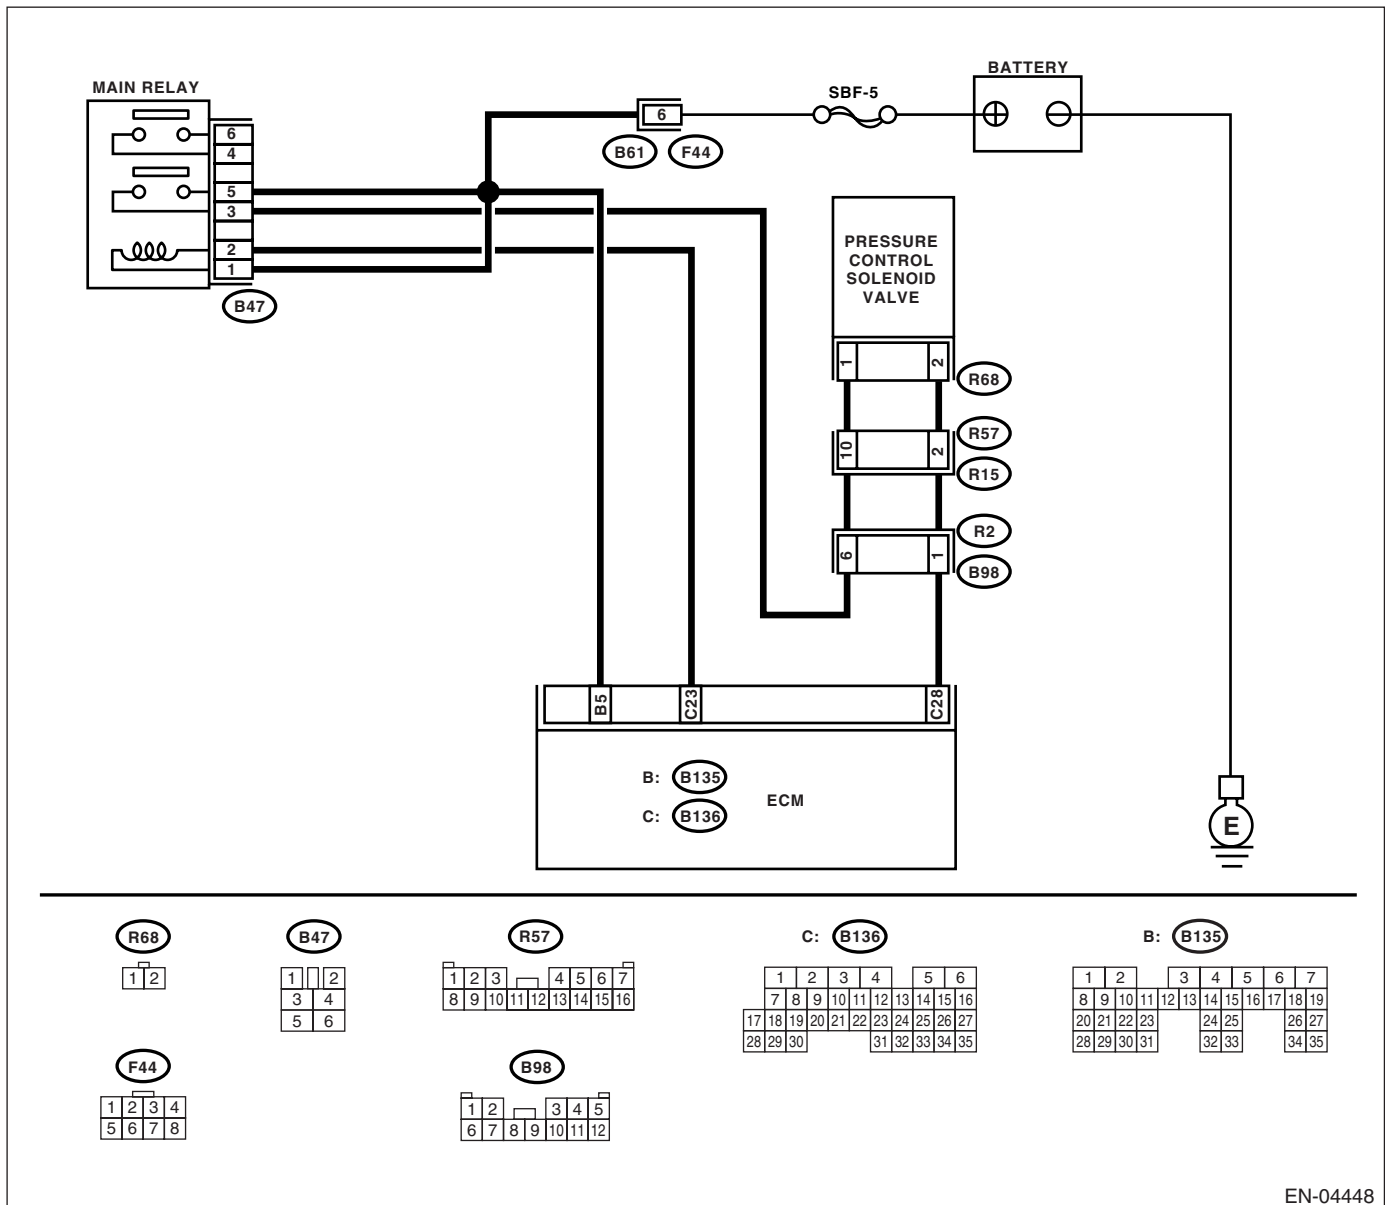 MAIN RELAY
6
4
5
3
2
1
B47
6
B61 F44
SBF-5
BATTERY
PRESSURE
CONTROL
SOLENOID
VALVE
1 2
R68
10 2
R57
R15
R2
6 1
B98
B5 C23 C28
B: B135
C: B136
ECM
E
R68
1 2
B47
1 2
3 4
5 6
R57
1 2 3 4 5 6 7
8 9 10 11 12 13 14 15 16
C: B136
1 2 3 4 5 6
7 8 9 10 11 12 13 14 15 16
17 18 19 20 21 22 23 24 25 26 27
28 29 30 31 32 33 34 35
B: B135
1 2 3 4 5 6 7
8 9 10 11 12 13 14 15 16 17 18 19
20 21 22 23 24 25 26 27
28 29 30 31 32 33 34 35
F44
1 2 3 4
5 6 7 8
B98
1 2 3 4 5
6 7 8 9 10 11 12
EN-04448